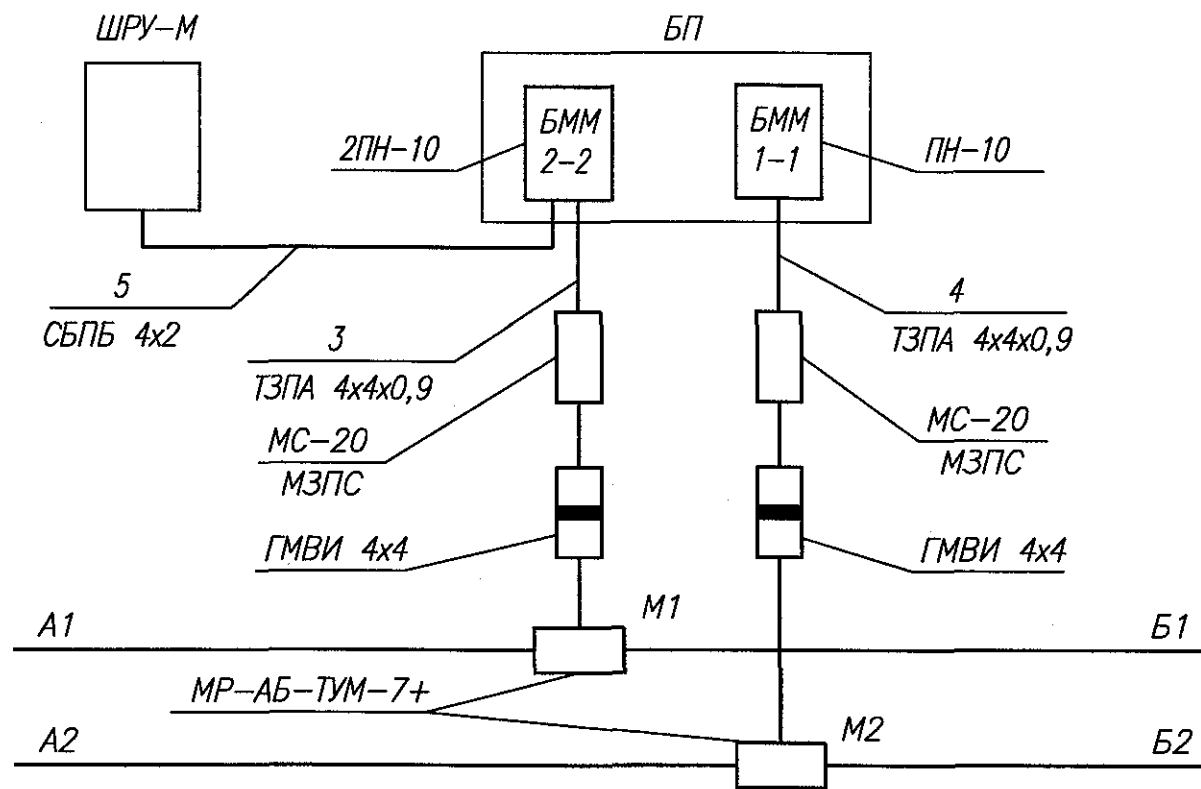 ШРУ-М
БП
БММ
2-2
БММ
1-1
2ПН-10
ПН-10
5
СБПБ 4х2
3
ТЗПА 4х4х0,9
4
ТЗПА 4х4х0,9
МС-20
МЗПС
МС-20
МЗПС
ГМВИ 4х4
ГМВИ 4х4
А1
М1
Б1
МР-АБ-ТУМ-7+
А2
М2
Б2